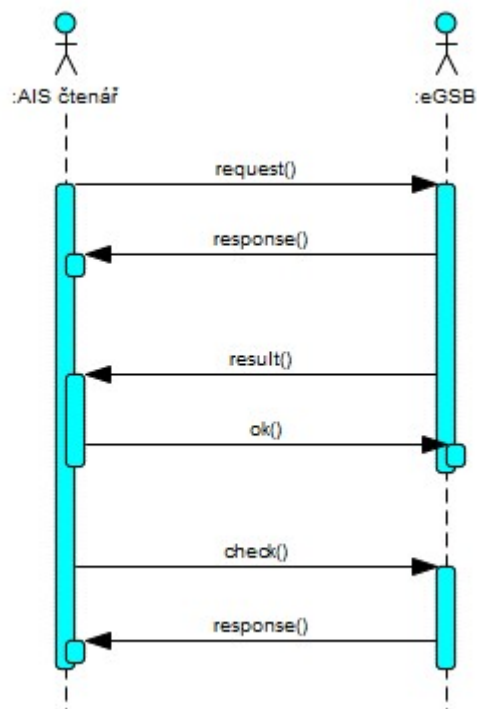 :AIS čtenář
:eGSB
request()
response()
result()
ok()
check()
response()